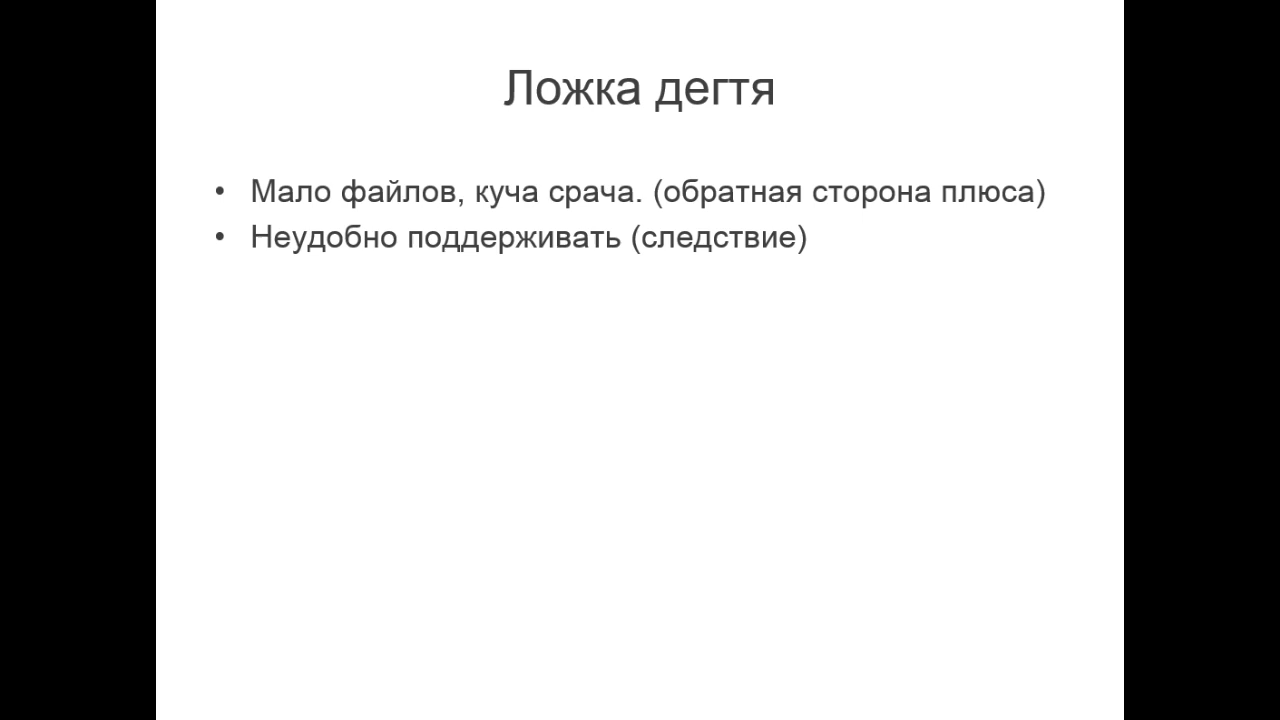 Ложка дегтя
• Мало файлов, куча срача. (обратная сторона плюса)
• Неудобно поддерживать (следствие)